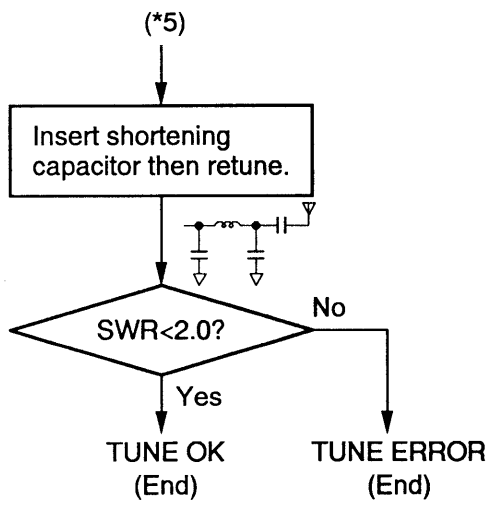 (*5)
Insert shortening
capacitor then retune.
SWR<2.0?
No
Yes
TUNE OK
(End)
TUNE ERROR
(End)